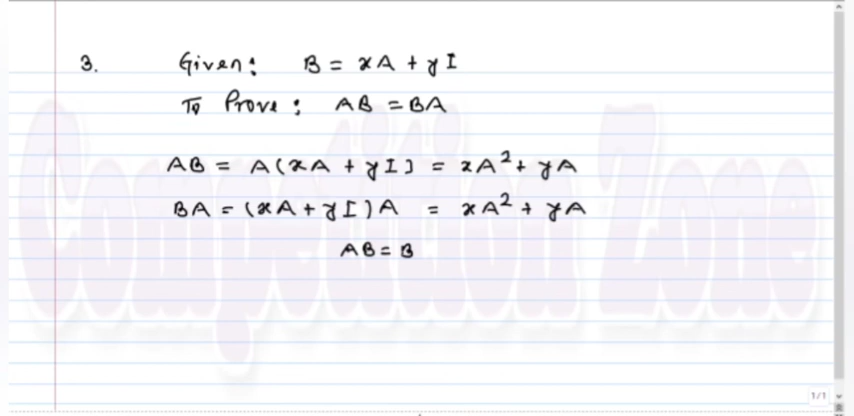 3. Given: B = xA + yI
To Prove: AB = BA
AB = A(xA + yI) = xA² + yA
BA = (xA + yI)A = xA² + yA
AB = B
Competition Zone
1/1